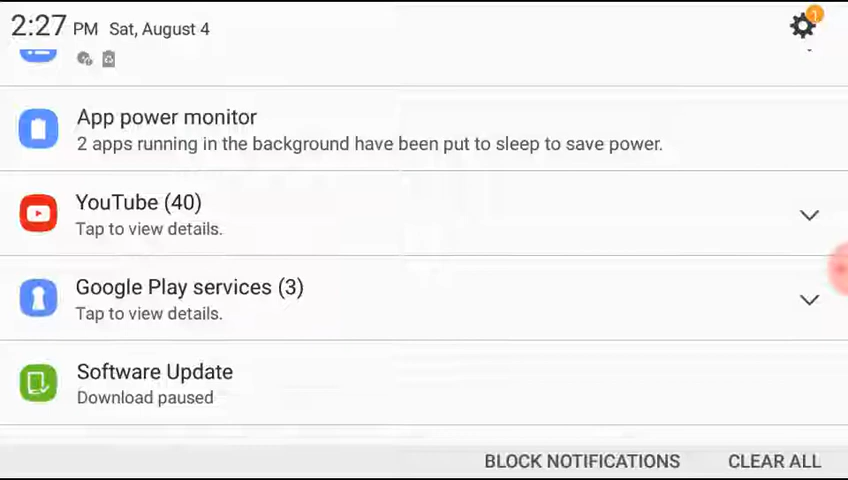 2:27 PM Sat, August 4
1
App power monitor
2 apps running in the background have been put to sleep to save power.
YouTube (40)
Tap to view details.
Google Play services (3)
Tap to view details.
Software Update
Download paused
BLOCK NOTIFICATIONS CLEAR ALL